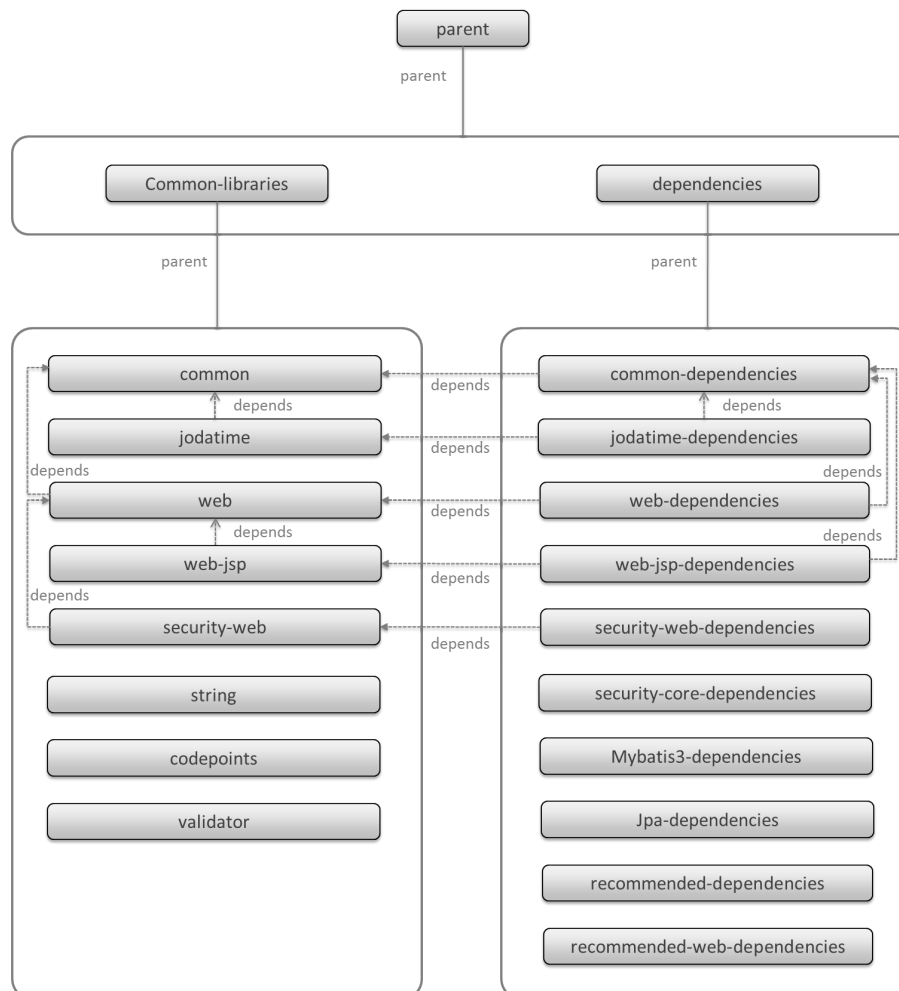 parent
parent
Common-libraries
dependencies
parent
parent
common
common-dependencies
depends
depends
depends
jodatime
jodatime-dependencies
depends
depends
depends
web
web-dependencies
depends
depends
depends
web-jsp
web-jsp-dependencies
depends
depends
security-web
security-web-dependencies
depends
string
security-core-dependencies
codepoints
Mybatis3-dependencies
validator
Jpa-dependencies
recommended-dependencies
recommended-web-dependencies